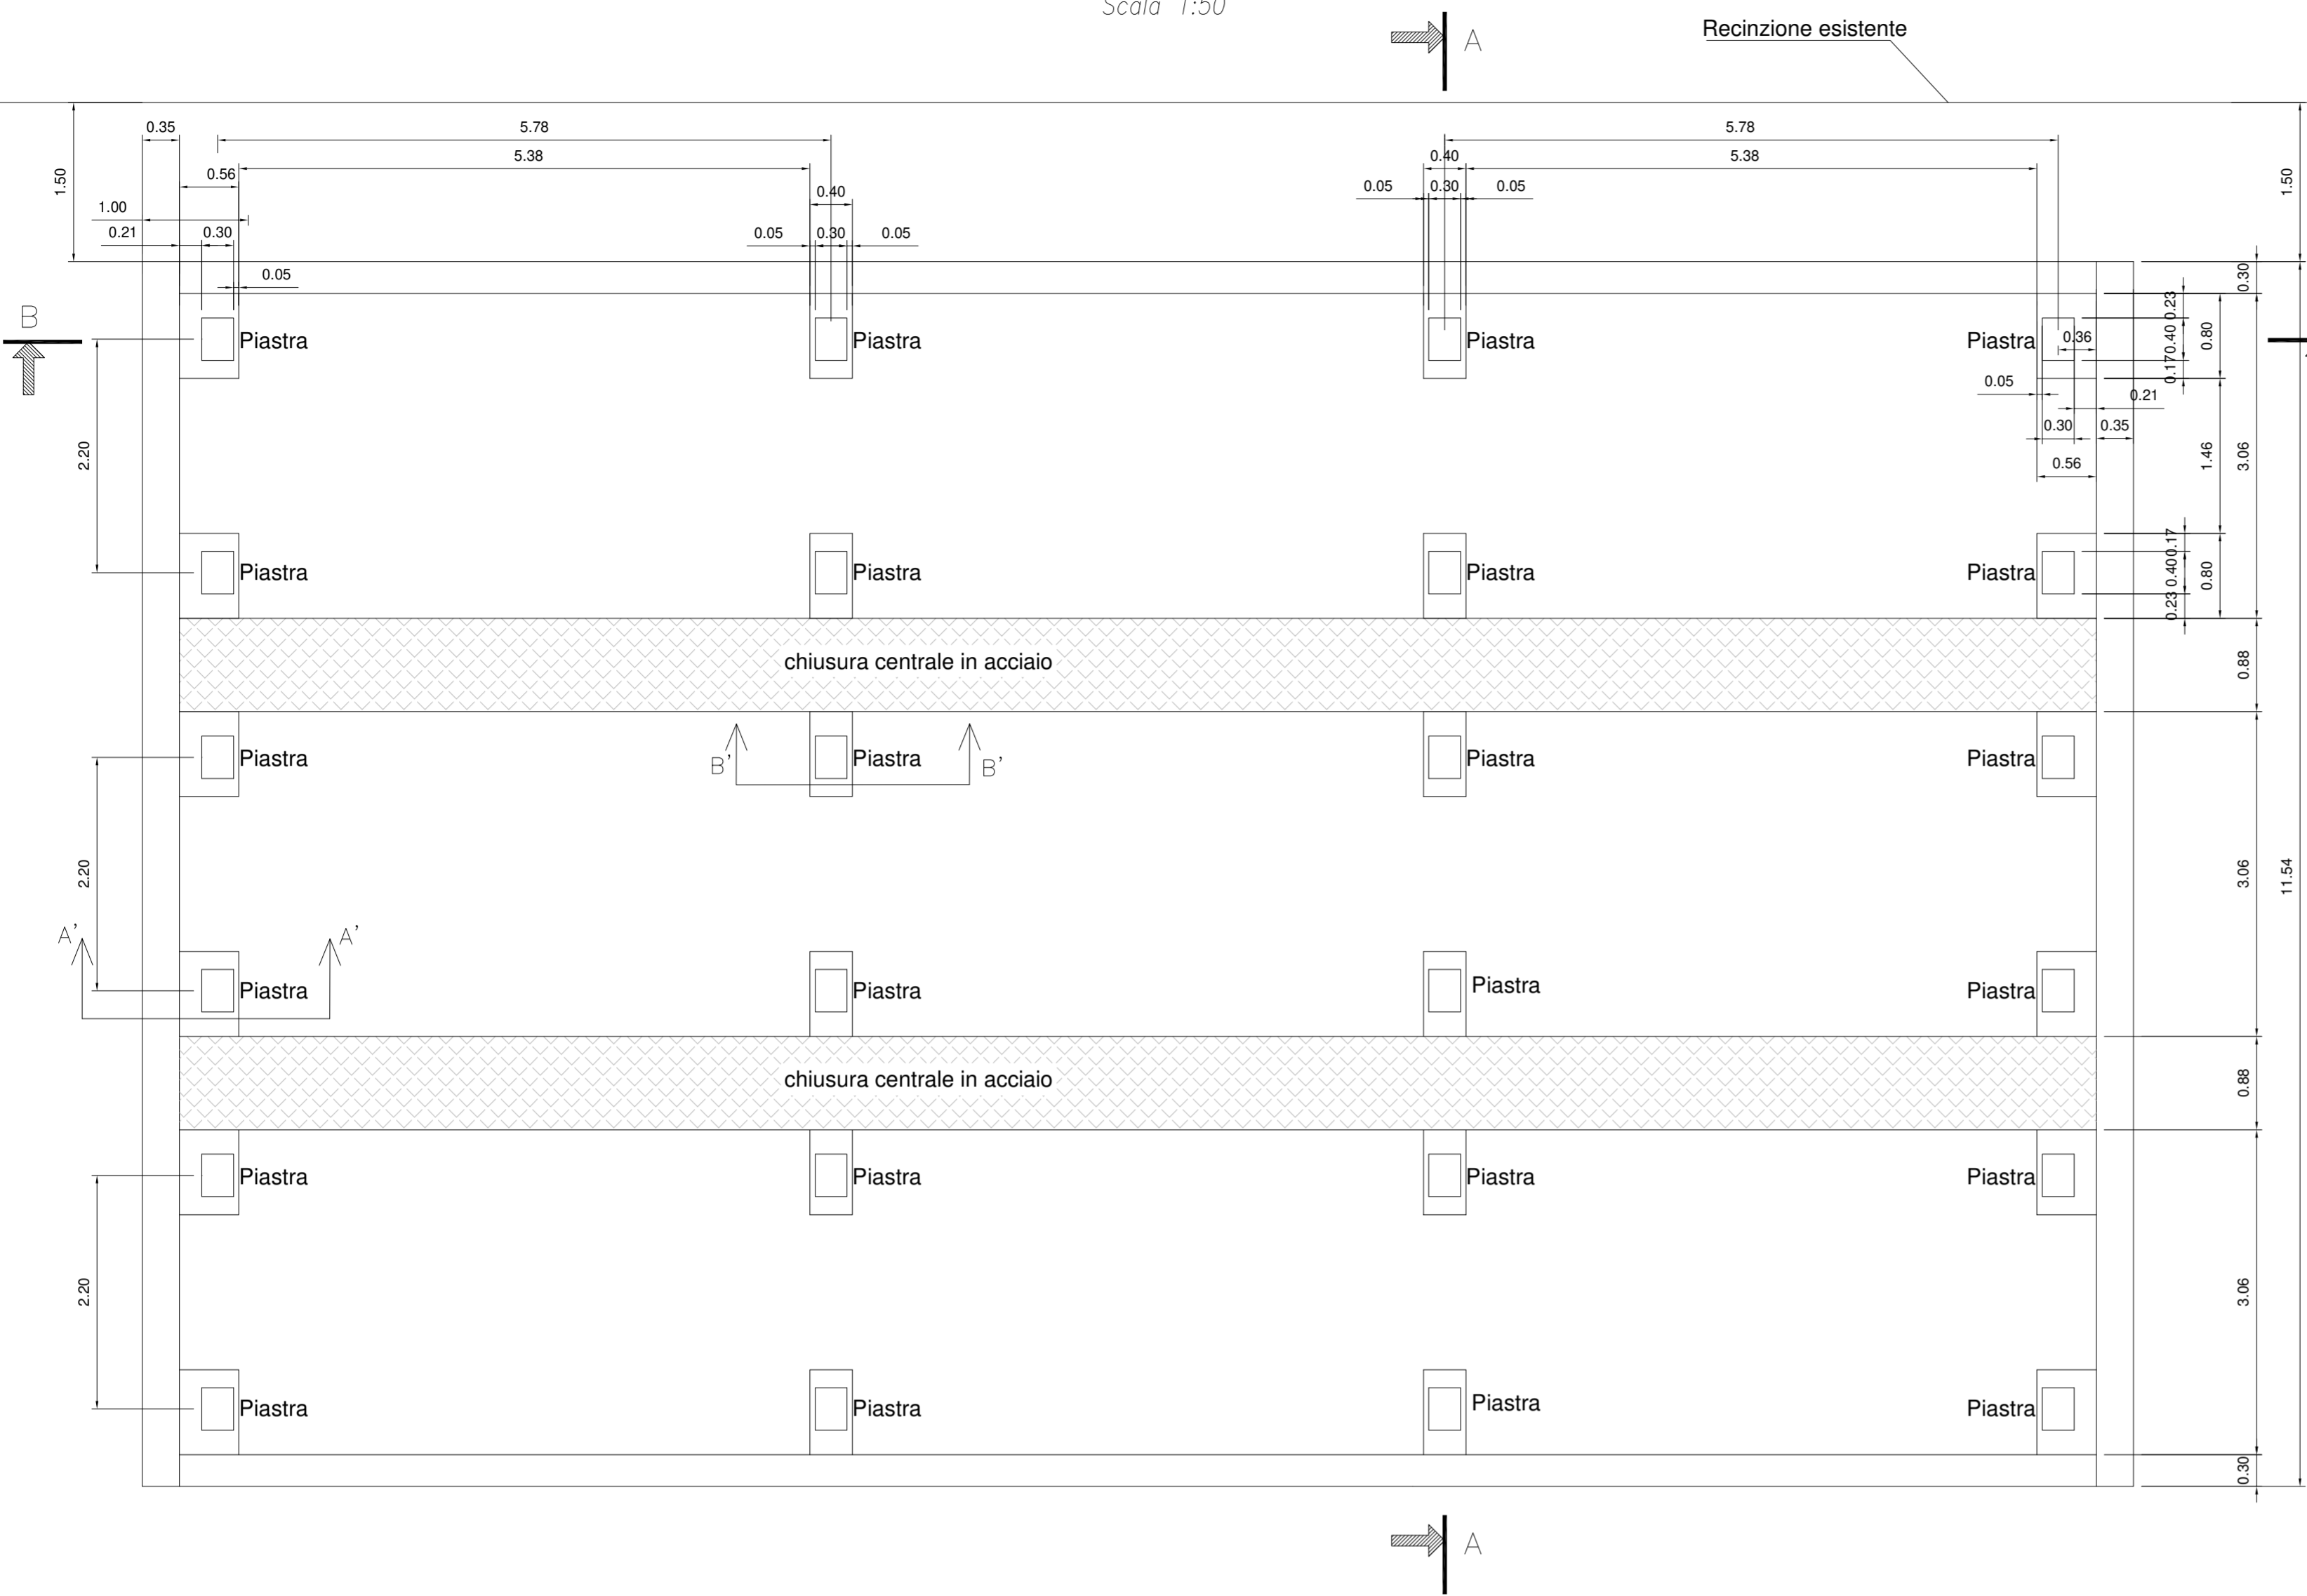 Scala 1:50
A
Recinzione esistente
0.35
5.78
5.78
5.38
0.40
5.38
1.50
0.56
0.40
0.05
0.30
0.05
1.50
1.00
0.21
0.30
0.05
0.30
0.05
0.05
0.30
B
Piastra
Piastra
Piastra
Piastra
0.36
0.23
0.40
0.17
0.80
0.05
0.21
0.30
0.35
0.56
2.20
1.46
3.06
Piastra
Piastra
Piastra
Piastra
0.17
0.40
0.23
0.80
chiusura centrale in acciaio
0.88
Piastra
B'
Piastra
B'
Piastra
Piastra
2.20
3.06
11.54
A'
A'
Piastra
Piastra
Piastra
Piastra
chiusura centrale in acciaio
0.88
Piastra
Piastra
Piastra
Piastra
2.20
3.06
Piastra
Piastra
Piastra
Piastra
0.30
A